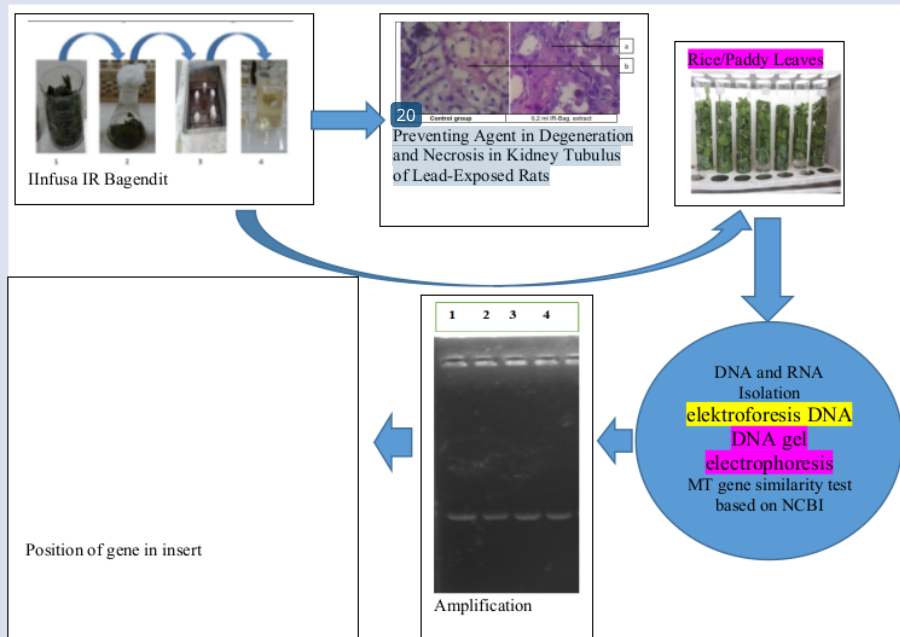 1 2 3 4
IInfusa IR Bagendit
a
b
Control group 0.2 ml IR-Bag. extract
20
Preventing Agent in Degeneration
and Necrosis in Kidney Tubulus
of Lead-Exposed Rats
Rice/Paddy Leaves
DNA and RNA
Isolation
elektroforesis DNA
DNA gel
electrophoresis
MT gene similarity test
based on NCBI
1 2 3 4
Amplification
Position of gene in insert